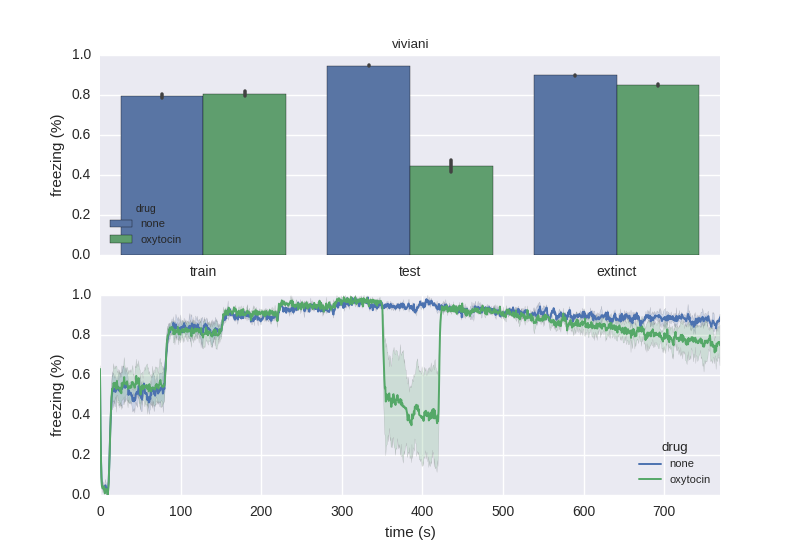 viviani
freezing (%)
1.0
0.8
0.6
0.4
0.2
0.0
drug
none
oxytocin
train test extinct
freezing (%)
1.0
0.8
0.6
0.4
0.2
0.0
drug
none
oxytocin
0 100 200 300 400 500 600 700
time (s)